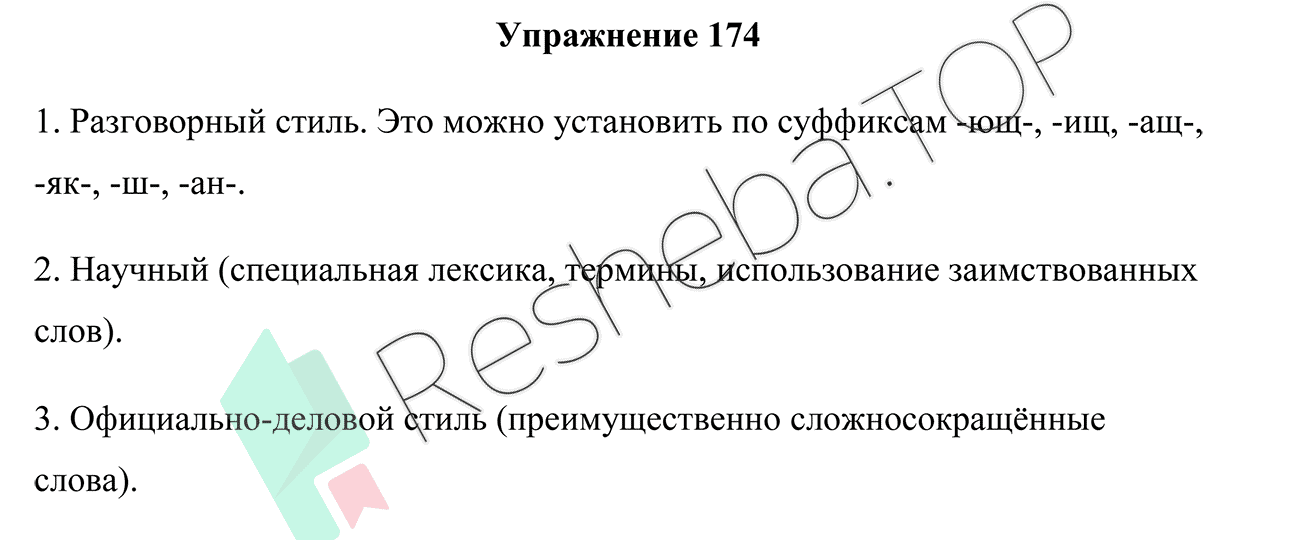 Упражнение 174
1. Разговорный стиль. Это можно установить по суффиксам -ющ-, -ищ, -ащ-,
-як-, -ш-, -ан-.
2. Научный (специальная лексика, термины, использование заимствованных
слов).
3. Официально-деловой стиль (преимущественно сложносокращённые
слова).
Resheba.TOP